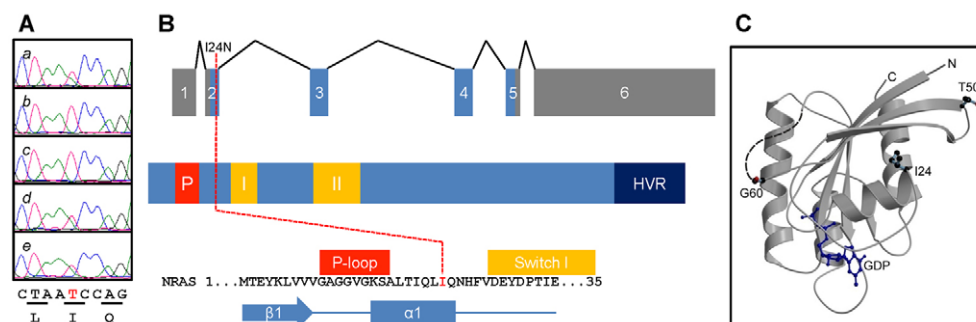 A
a
b
c
d
e
CTAATCCAG
L I Q
B
I24N
1 2 3 4 5 6
P I II HVR
P-loop Switch I
NRAS 1...MTEYKLVVVGAGGVGKSALTIQLIQNHFVDEYDPTIE...35
β1 α1
C
N
C
T50
I24
G60
GDP